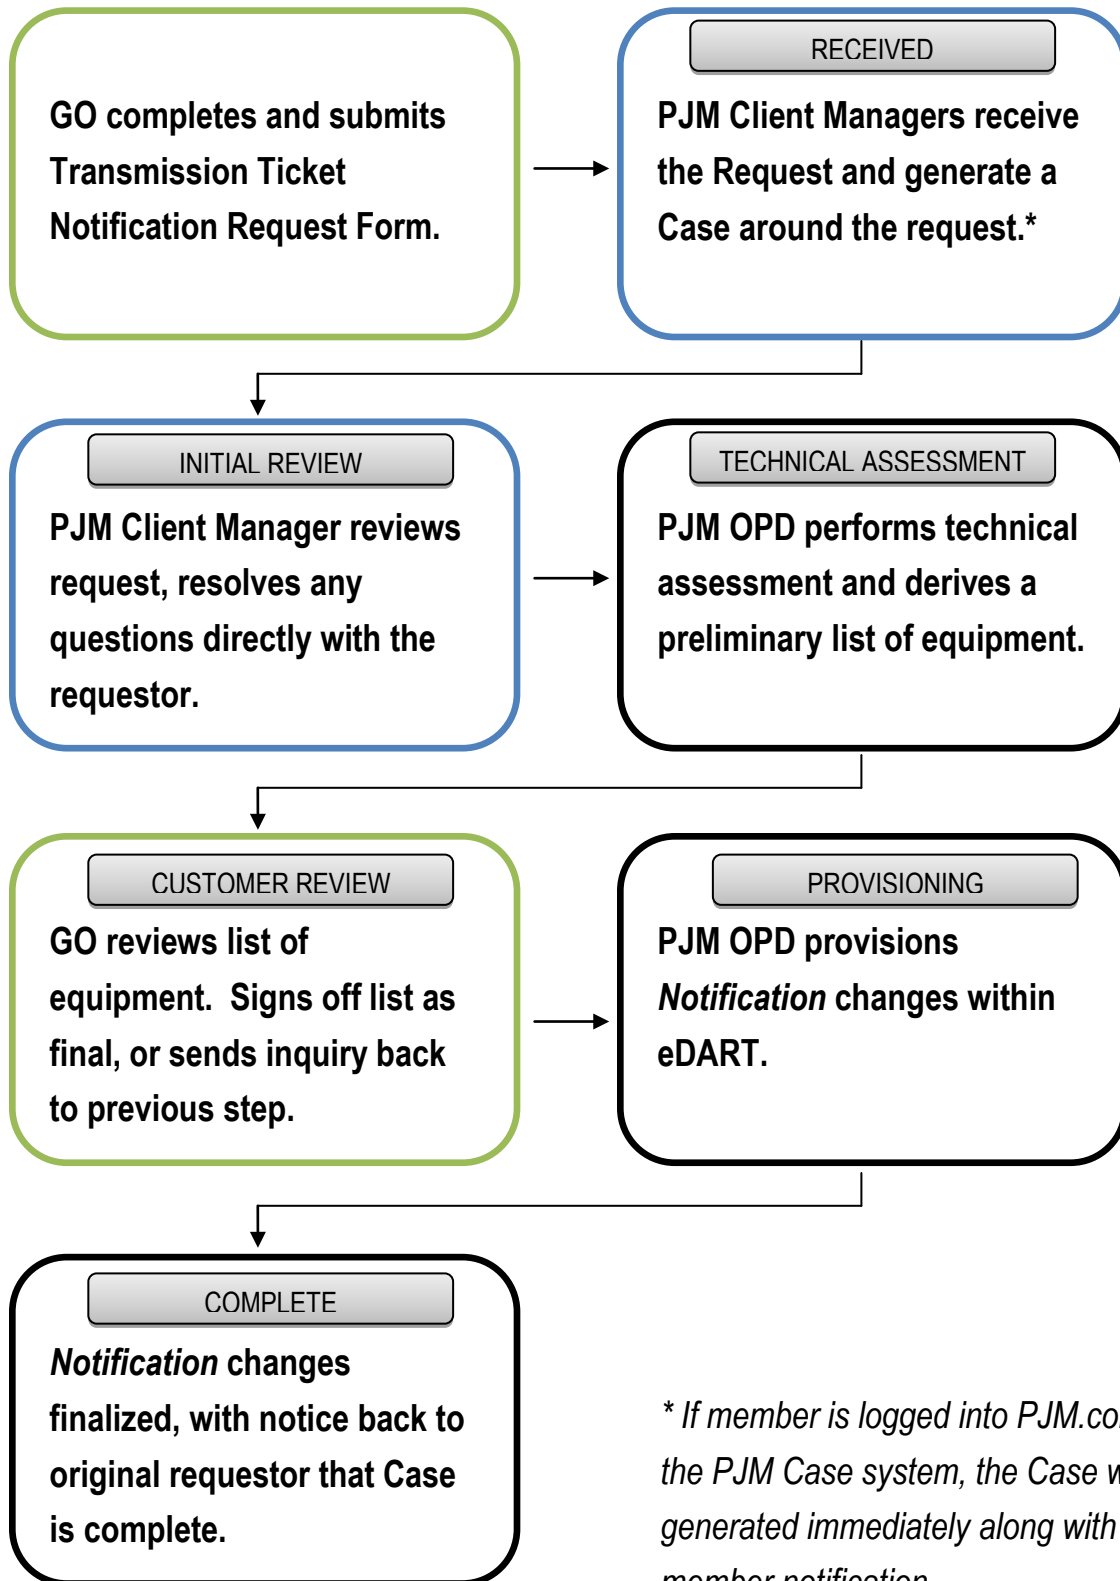 GO completes and submits
Transmission Ticket
Notification Request Form.
RECEIVED
PJM Client Managers receive
the Request and generate a
Case around the request.*
INITIAL REVIEW
PJM Client Manager reviews
request, resolves any
questions directly with the
requestor.
TECHNICAL ASSESSMENT
PJM OPD performs technical
assessment and derives a
preliminary list of equipment.
CUSTOMER REVIEW
GO reviews list of
equipment.  Signs off list as
final, or sends inquiry back
to previous step.
PROVISIONING
PJM OPD provisions
Notification changes within
eDART.
COMPLETE
Notification changes
finalized, with notice back to
original requestor that Case
is complete.
* If member is logged into
the PJM Case system, the Case
generated immediately along with
member notification